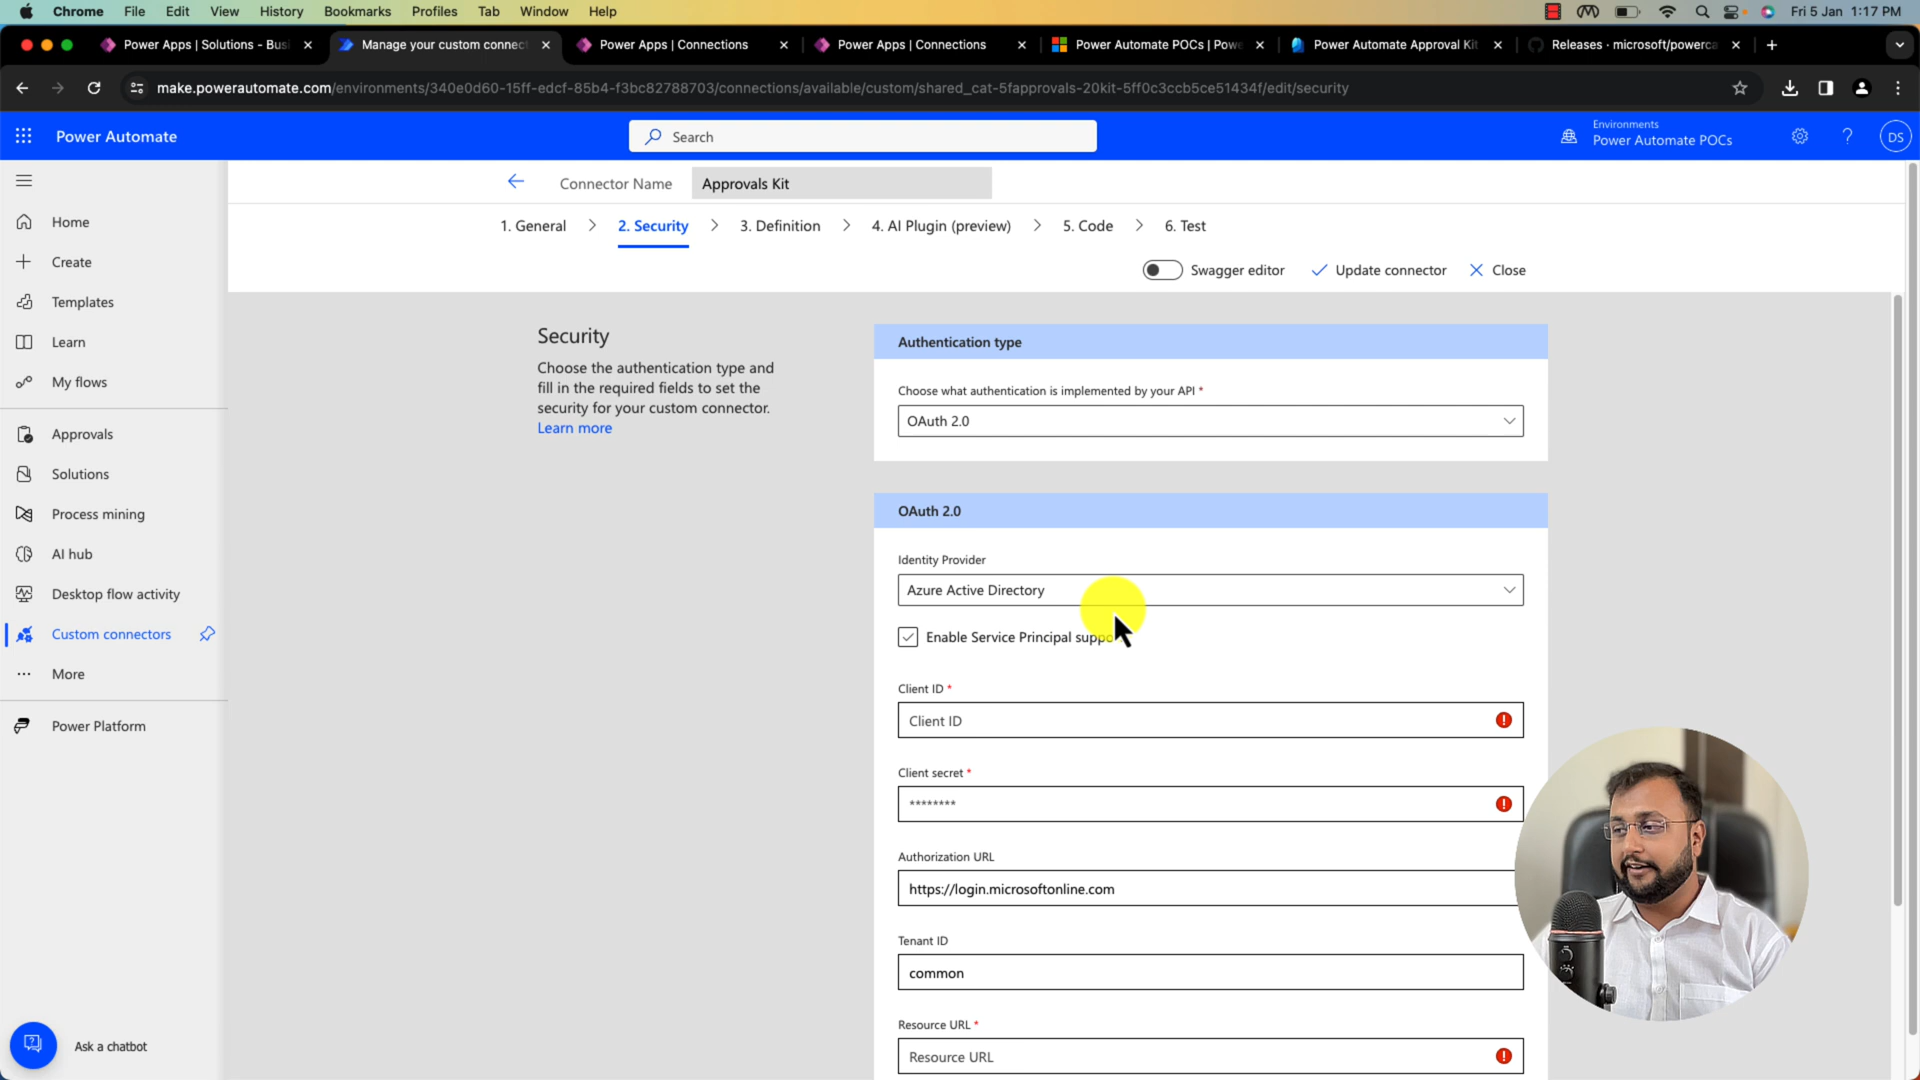 Chrome File Edit View History Bookmarks Profiles Tab Window Help Fri 5 Jan 1:17 PM
Power Apps | Solutions - Busi Manage your custom connect Power Apps | Connections Power Apps | Connections Power Automate POCs | Powe Power Automate Approval Kit Releases · microsoft/powerca
make.powerautomate.com/environments/340e0d60-15ff-edcf-85b4-f3bc82788703/connections/available/custom/shared_cat-5fapprovals-20kit-5ff0c3ccb5ce51434f/edit/security
Power Automate Search Environments
Power Automate POCs DS
Connector Name Approvals Kit
1. General 2. Security 3. Definition 4. AI Plugin (preview) 5. Code 6. Test
Swagger editor Update connector Close
Home
Create
Templates
Learn
My flows
Approvals
Solutions
Process mining
AI hub
Desktop flow activity
Custom connectors
More
Power Platform
Ask a chatbot
Security
Choose the authentication type and
fill in the required fields to set the
security for your custom connector.
Learn more
Authentication type
Choose what authentication is implemented by your API *
OAuth 2.0
OAuth 2.0
Identity Provider
Azure Active Directory
Enable Service Principal suppo
Client ID *
Client ID
Client secret *
********
Authorization URL
https://login.microsoftonline.com
Tenant ID
common
Resource URL *
Resource URL